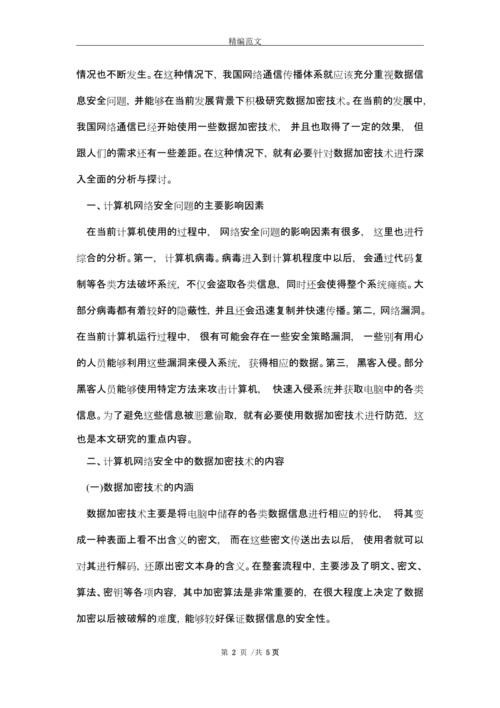 精编范文
情况也不断发生。在这种情况下，我国网络通信传播体系就应该充分重视数据信
息安全问题，并能够在当前发展背景下积极研究数据加密技术。在当前的发展中，
我国网络通信已经开始使用一些数据加密技术， 并且也取得了一定的效果， 但
跟人们的需求还有一些差距。在这种情况下，就有必要针对数据加密技术进行深
入全面的分析与探讨。
一、计算机网络安全问题的主要影响因素
在当前计算机使用的过程中， 网络安全问题的影响因素有很多， 这里也进行
综合的分析。第一，计算机病毒。病毒进入到计算机程度中以后， 会通过代码复
制等各类方法破坏系统，不仅会盗取各类信息，同时还会使得整个系统瘫痪。大
部分病毒都有着较好的隐蔽性，并且还会迅速复制并快速传播。第二，网络漏洞。
在当前计算机运行过程中， 很有可能会存在一些安全策略漏洞， 一些别有用心
的人员能够利用这些漏洞来侵入系统，获得相应的数据。第三，黑客入侵。部分
黑客人员能够使用特定方法来攻击计算机， 快速入侵系统并获取电脑中的各类
信息。为了避免这些信息被恶意偷取，就有必要使用数据加密技术进行防范，这
也是本文研究的重点内容。
二、计算机网络安全中的数据加密技术的内容
(一)数据加密技术的内涵
数据加密技术主要是将电脑中储存的各类数据信息进行相应的转化， 将其变
成一种表面上看不出含义的密文， 而在这些密文传送出去以后， 使用者就可以
对其进行解码，还原出密文本身的含义。在整套流程中，主要涉及了明文、密文、
算法、密钥等各项内容，其中加密算法是非常重要的，在很大程度上决定了数据
加密以后被破解的难度，能够较好保证数据信息的安全性。
第 2 页 /共 5 页